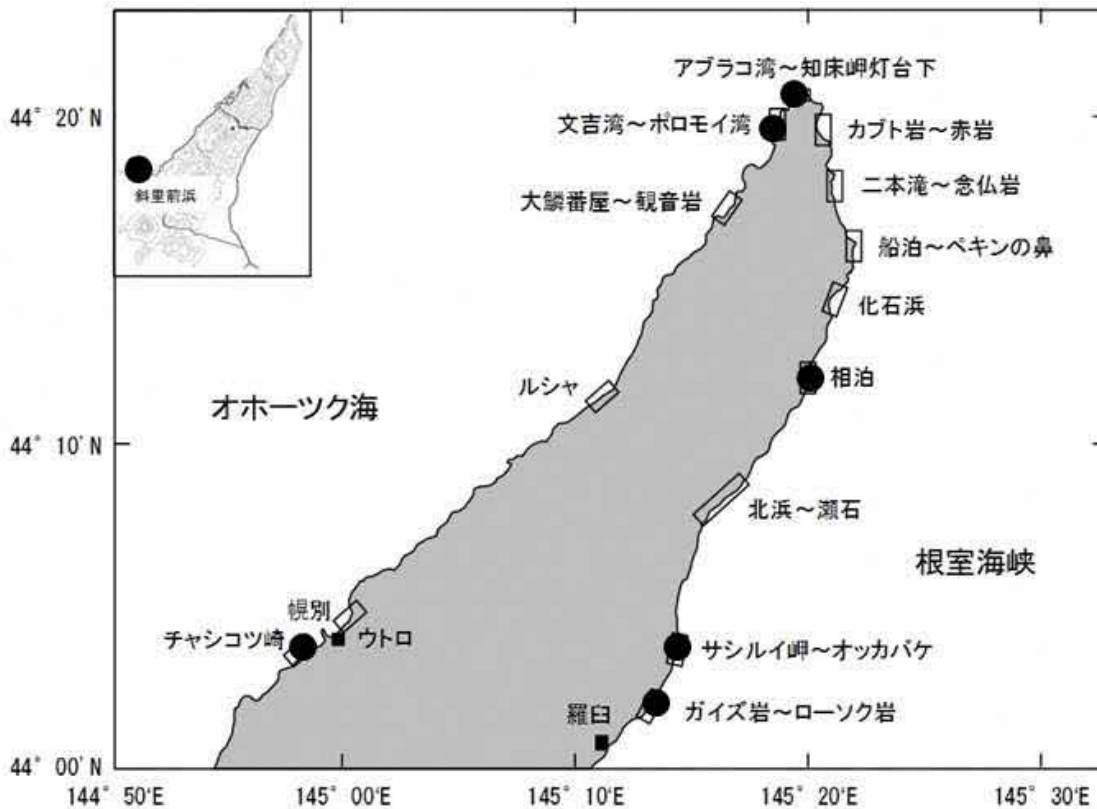 アブラコ湾～知床岬灯台下
44° 20' N
文吉湾～ポロモイ湾
カブト岩～赤岩
斜里前浜
大鱗番屋～観音岩
二本滝～念仏岩
船泊～ペキンの鼻
化石浜
ルシャ
相泊
オホーツク海
44° 10' N
北浜～瀬石
根室海峡
幌別
チャシコツ崎
ウトロ
サシルイ岬～オッカバケ
羅臼
ガイズ岩～ローソク岩
44° 00' N
144° 50' E
145° 00' E
145° 10' E
145° 20' E